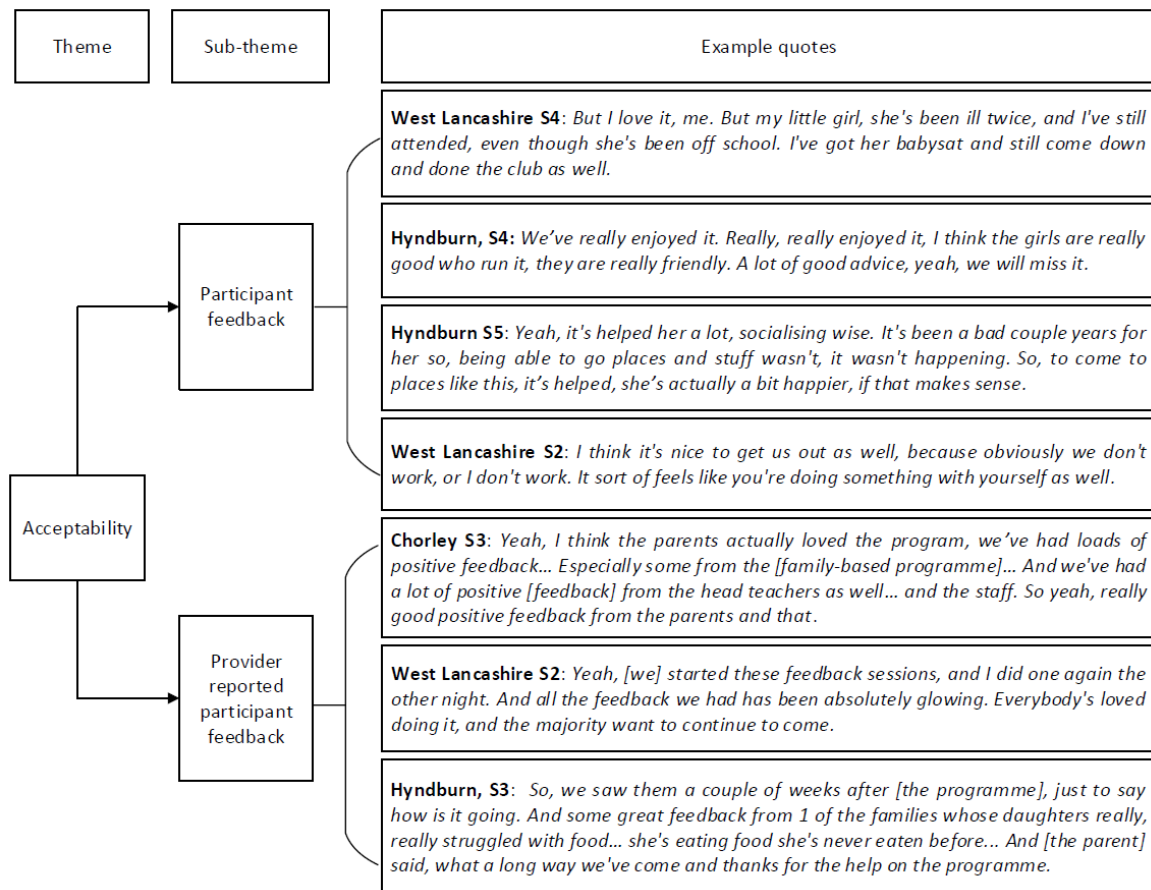 Theme
Sub-theme
Example quotes
Acceptability
Participant
feedback
West Lancashire S4: But I love it, me. But my little girl, she's been ill twice, and I've still
attended, even though she's been off school. I've got her babysat and still come down
and done the club as well.
Hyndburn, S4: We’ve really enjoyed it. Really, really enjoyed it, I think the girls are really
good who run it, they are really friendly. A lot of good advice, yeah, we will miss it.
Hyndburn S5: Yeah, it's helped her a lot, socialising wise. It's been a bad couple years for
her so, being able to go places and stuff wasn't, it wasn't happening. So, to come to
places like this, it’s helped, she’s actually a bit happier, if that makes sense.
West Lancashire S2: I think it's nice to get us out as well, because obviously we don't
work, or I don't work. It sort of feels like you're doing something with yourself as well.
Provider
reported
participant
feedback
Chorley S3: Yeah, I think the parents actually loved the program, we’ve had loads of
positive feedback... Especially some from the [family-based programme]... And we've had
a lot of positive [feedback] from the head teachers as well... and the staff. So yeah, really
good positive feedback from the parents and that.
West Lancashire S2: Yeah, [we] started these feedback sessions, and I did one again the
other night. And all the feedback we had has been absolutely glowing. Everybody's loved
doing it, and the majority want to continue to come.
Hyndburn, S3: So, we saw them a couple of weeks after [the programme], just to say
how is it going. And some great feedback from 1 of the families whose daughters really,
really struggled with food... she's eating food she's never eaten before... And [the parent]
said, what a long way we've come and thanks for the help on the programme.